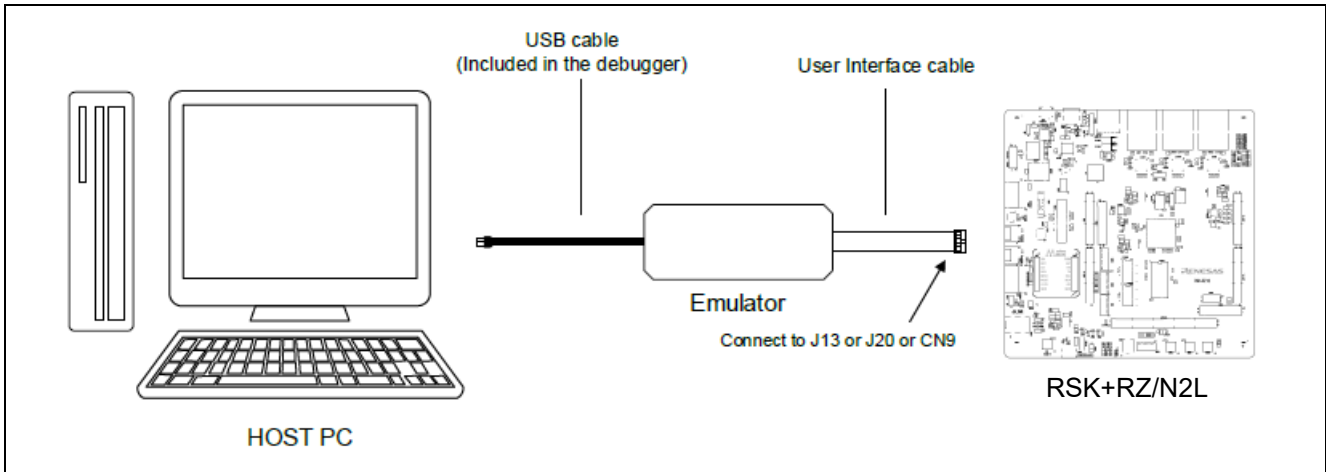 USB cable
(Included in the debugger)
User Interface cable
Emulator
Connect to J13 or J20 or CN9
RENESAS
RSK+RZ/N2L
HOST PC